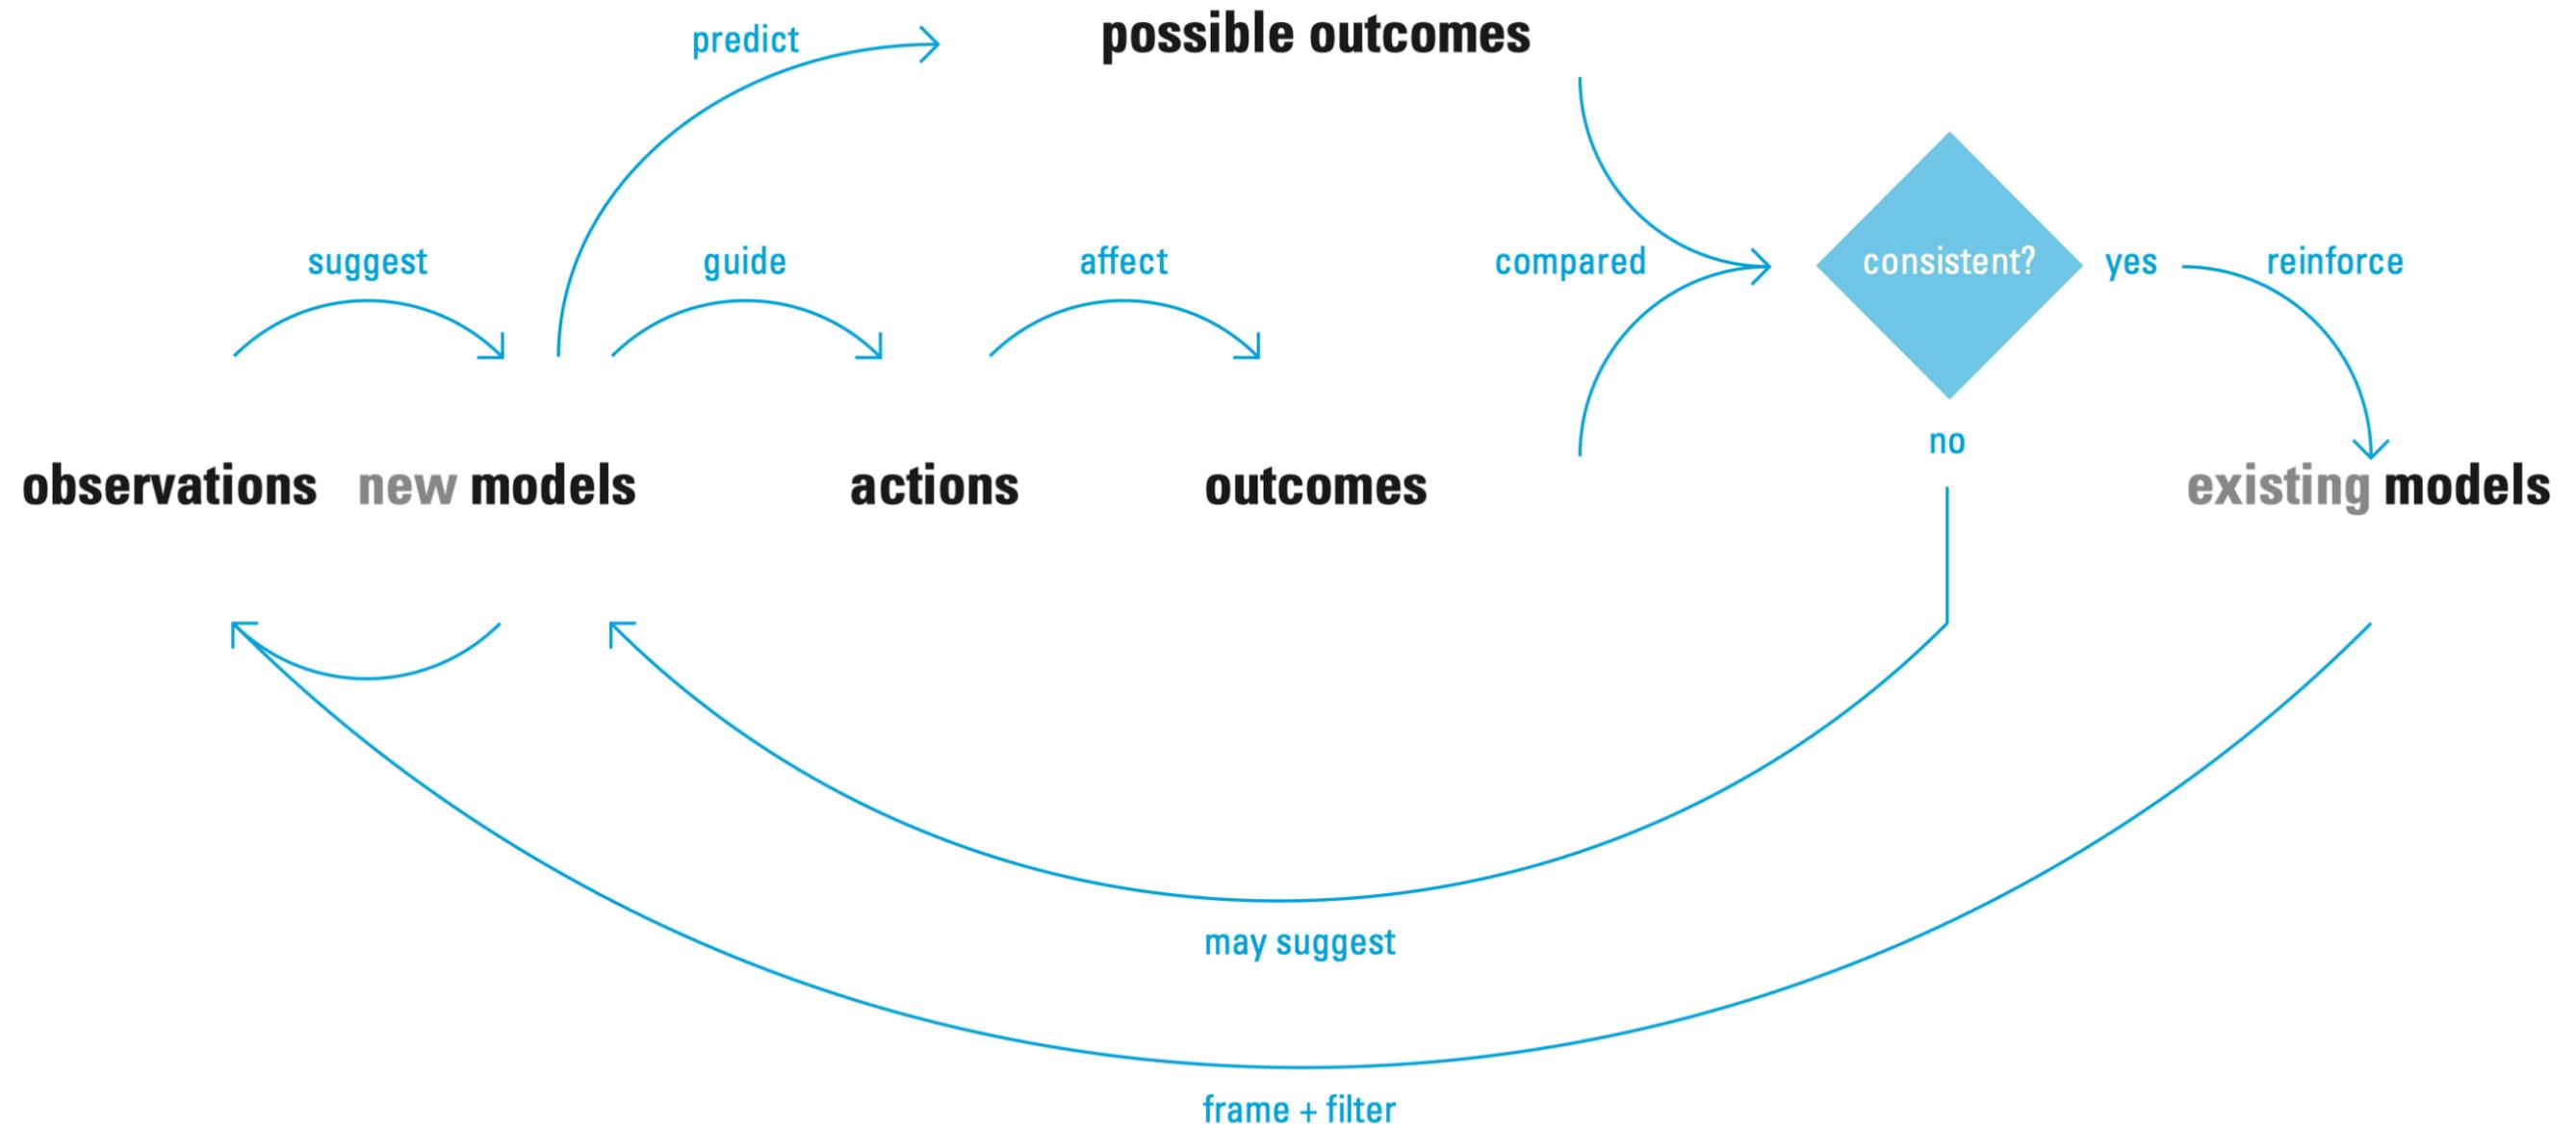 predict
possible outcomes
suggest
guide
affect
compared
consistent?
yes
reinforce
no
observations
new models
actions
outcomes
existing models
may suggest
frame + filter